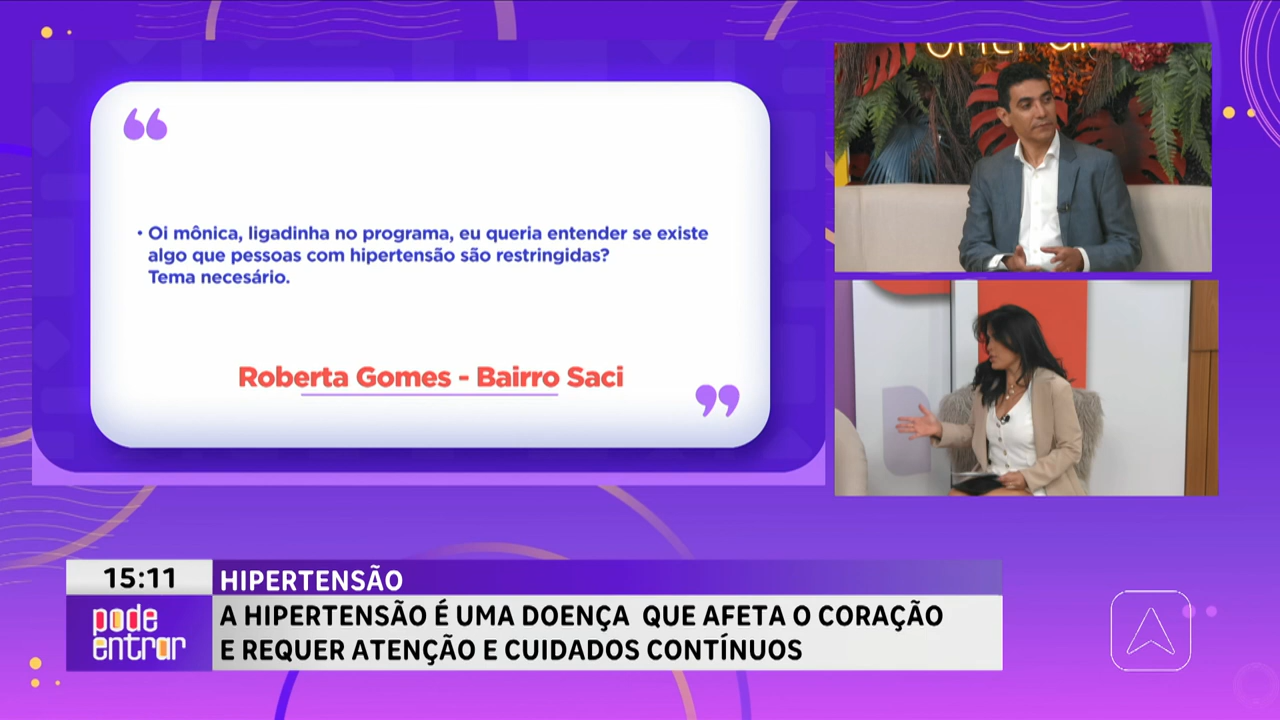 “
• Oi mônica, ligadinha no programa, eu queria entender se existe
algo que pessoas com hipertensão são restringidas?
Tema necesário.
Roberta Gomes - Bairro Saci
”
15:11
HIPERTENSÃO
pode
entrar
A HIPERTENSÃO É UMA DOENÇA QUE AFETA O CORAÇÃO
E REQUER ATENÇÃO E CUIDADOS CONTÍNUOS